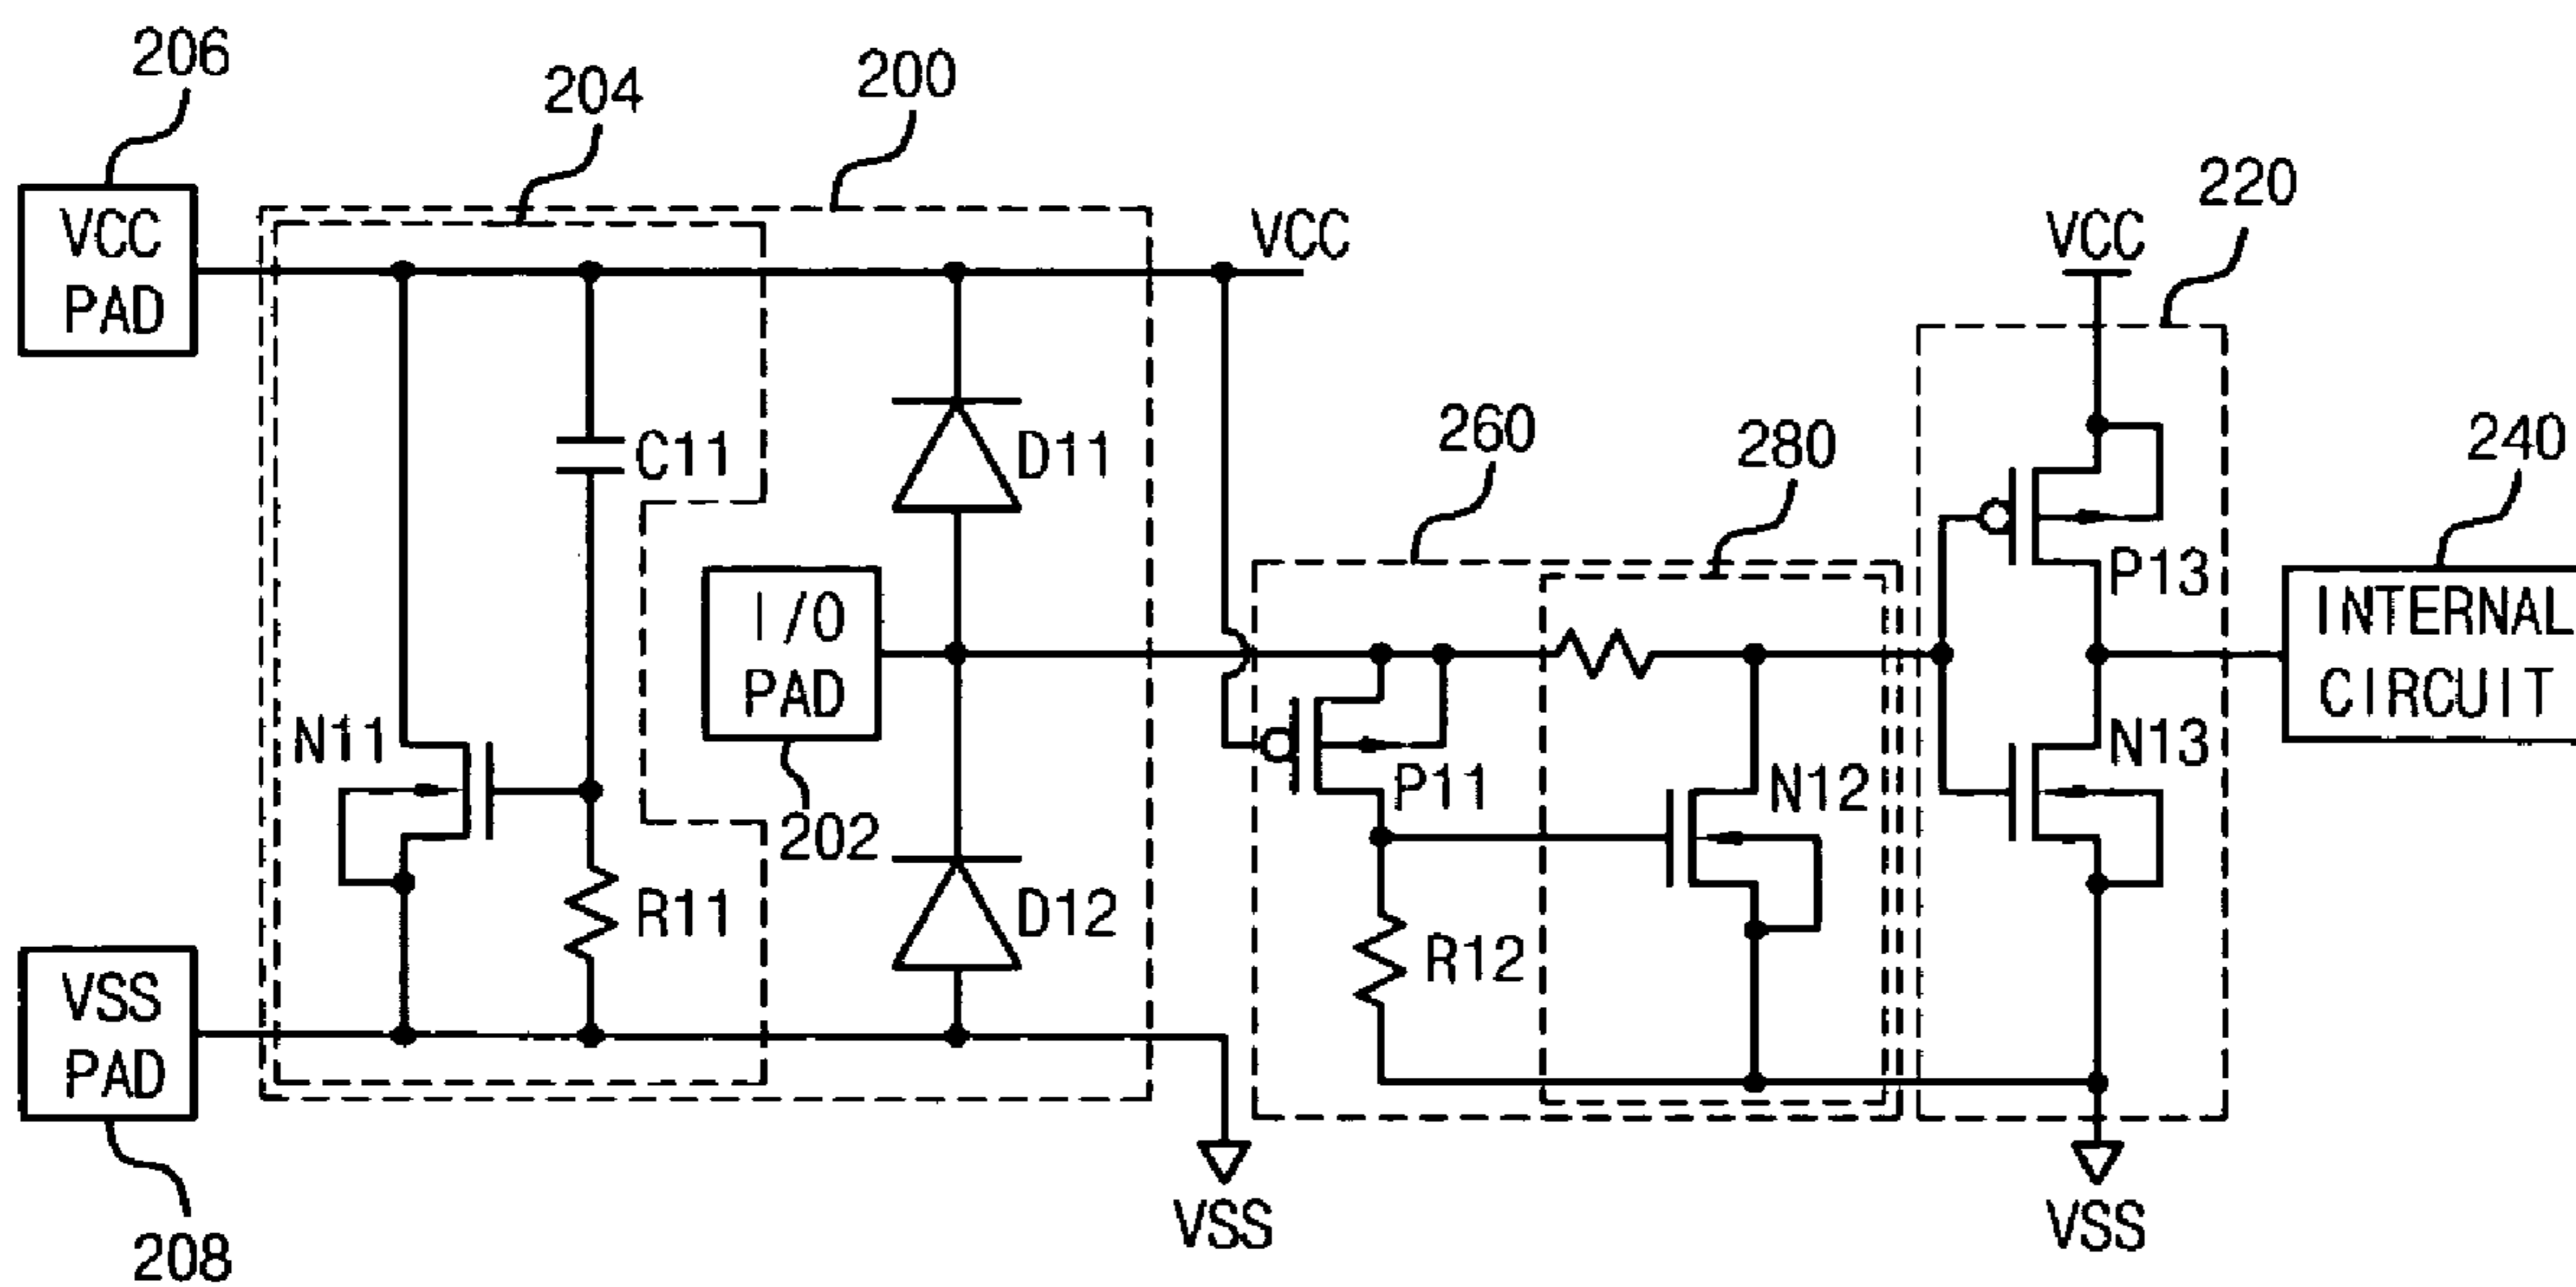 206
204
200
220
VCC
PAD
VCC
VCC
260
280
240
C11
D11
P13
I/O
PAD
INTERNAL
CIRCUIT
N11
P11
N12
N13
202
R11
D12
R12
VSS
PAD
VSS
VSS
208